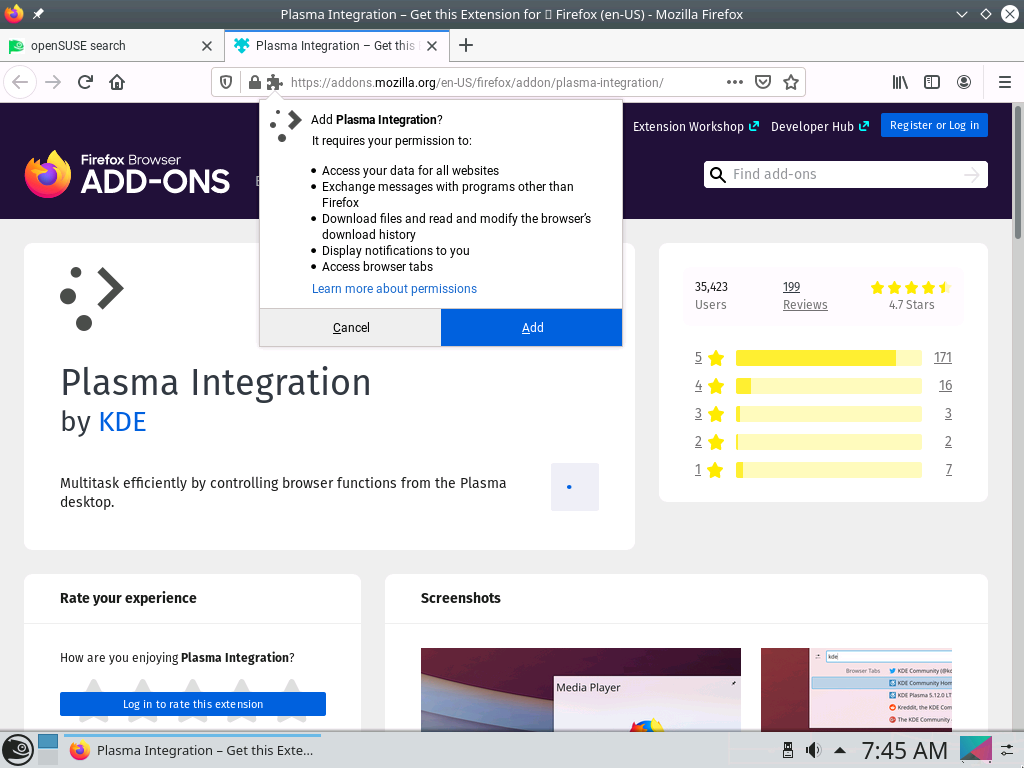 Plasma Integration – Get this Extension for Firefox (en-US) - Mozilla Firefox
openSUSE search
Plasma Integration – Get this
https://addons.mozilla.org/en-US/firefox/addon/plasma-integration/
Add Plasma Integration?
It requires your permission to:
• Access your data for all websites
• Exchange messages with programs other than
Firefox
• Download files and read and modify the browser's
download history
• Display notifications to you
• Access browser tabs
Learn more about permissions
Cancel
Add
Extension Workshop
Developer Hub
Register or Log in
Firefox Browser
ADD-ONS
Find add-ons
Plasma Integration
by KDE
Multitask efficiently by controlling browser functions from the Plasma
desktop.
35,423
Users
199
Reviews
4.7 Stars
5 171
4 16
3 3
2 2
1 7
Rate your experience
How are you enjoying Plasma Integration?
Log in to rate this extension
Screenshots
Media Player
kde
Browser Tabs
KDE Community (@kd
KDE Community Hom
KDE Plasma 5.12.0 LT
Kreddit, the KDE Com
The KDE Community
Plasma Integration – Get this Exte...
7:45 AM